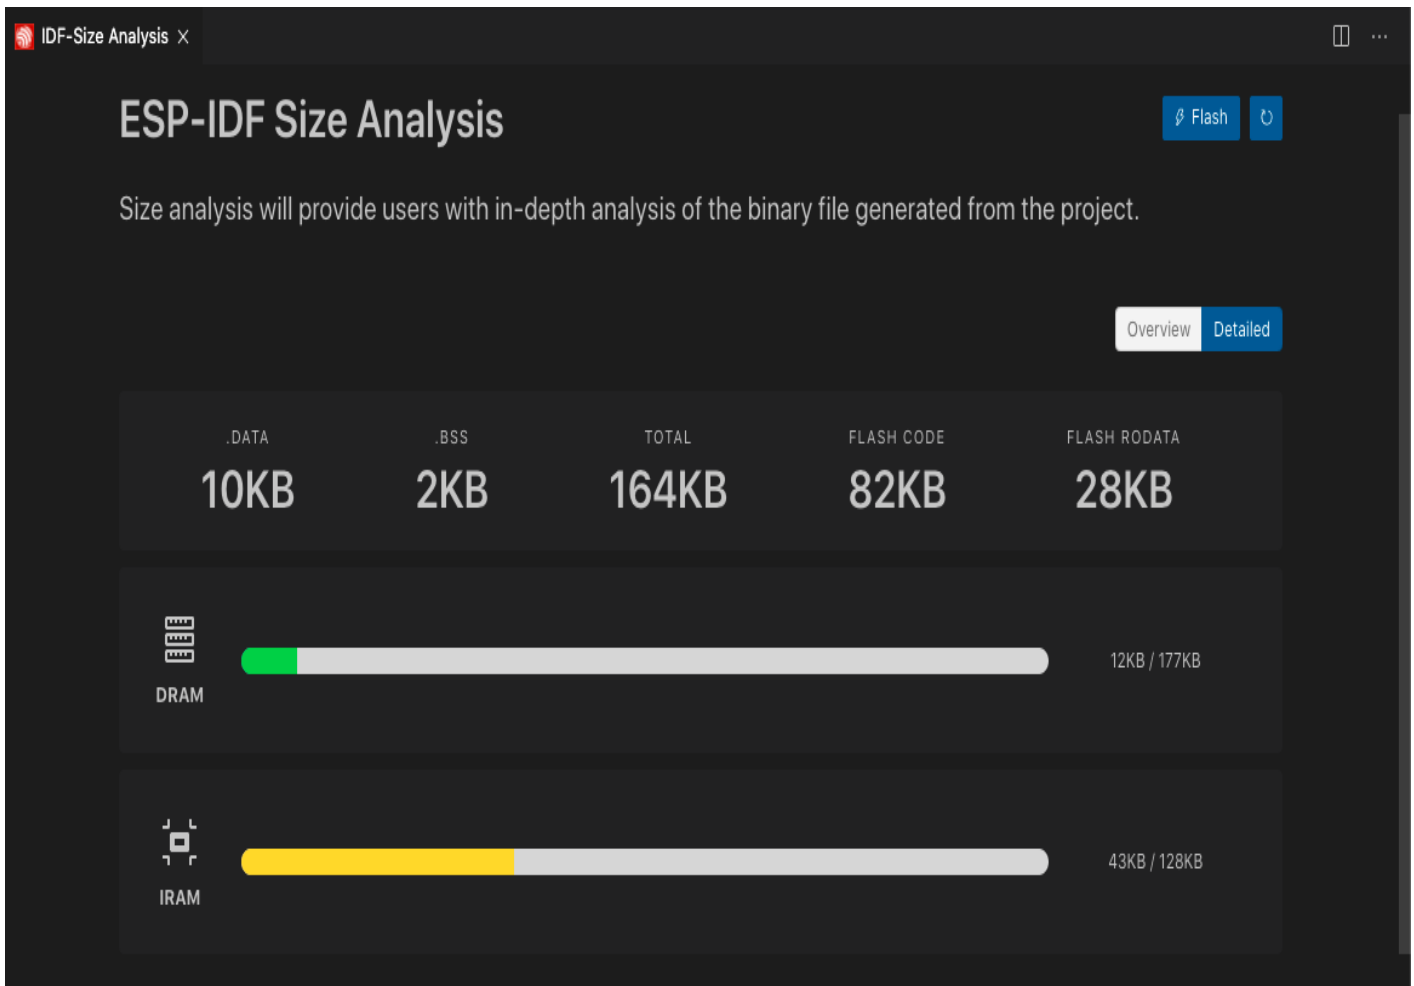 IDF-Size Analysis
ESP-IDF Size Analysis
Flash
Size analysis will provide users with in-depth analysis of the binary file generated from the project.
Overview Detailed
.DATA .BSS TOTAL FLASH CODE FLASH RODATA
10KB 2KB 164KB 82KB 28KB
12KB / 177KB
DRAM
43KB / 128KB
IRAM